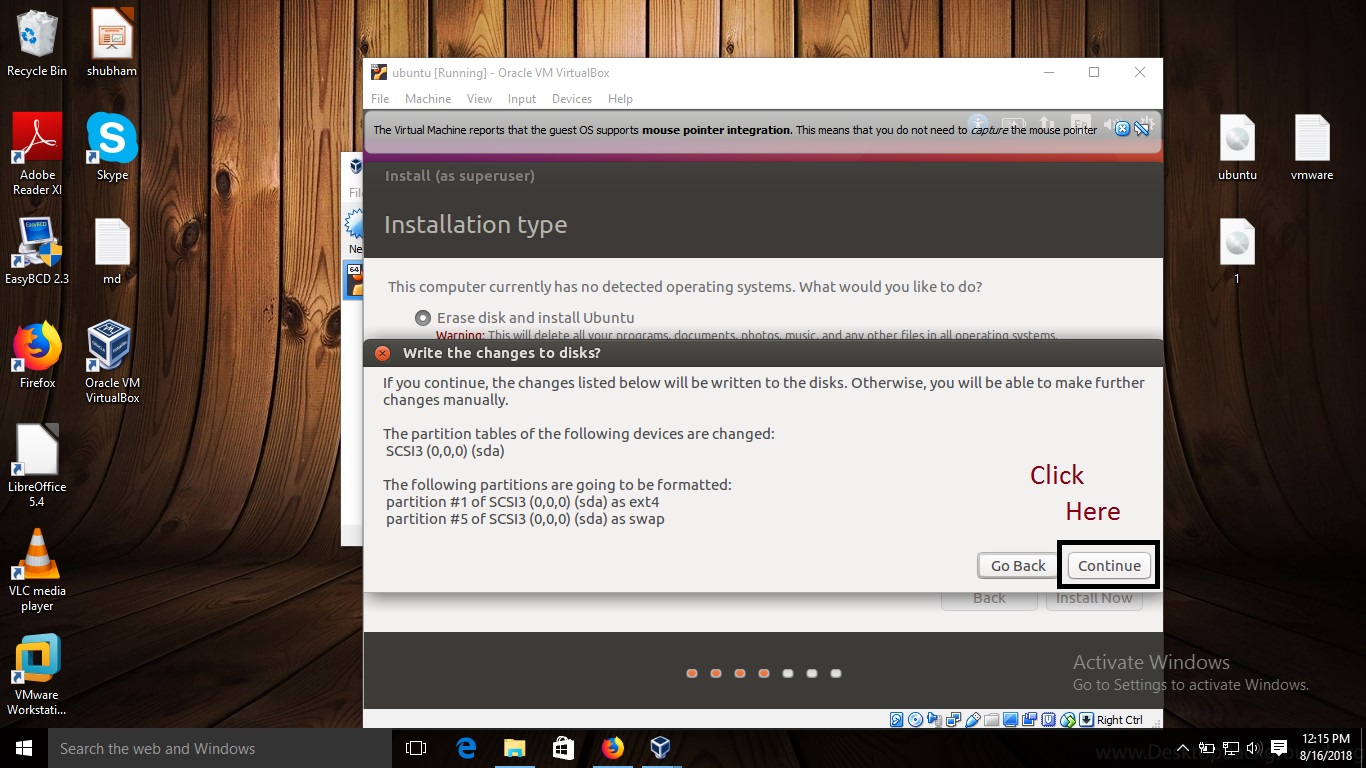 Recycle Bin
shubham
Adobe
Reader XI
Skype
EasyBCD 2.3
md
Firefox
Oracle VM
VirtualBox
LibreOffice
5.4
VLC media
player
VMware
Workstati...
ubuntu
vmware
1
ubuntu [Running] - Oracle VM VirtualBox
File Machine View Input Devices Help
The Virtual Machine reports that the guest OS supports mouse pointer integration. This means that you do not need to capture the mouse pointer
Install (as superuser)
Installation type
This computer currently has no detected operating systems. What would you like to do?
Erase disk and install Ubuntu
Warning: This will delete all your programs, documents, photos, music, and any other files in all operating systems.
Write the changes to disks?
If you continue, the changes listed below will be written to the disks. Otherwise, you will be able to make further
changes manually.
The partition tables of the following devices are changed:
SCSI3 (0,0,0) (sda)
The following partitions are going to be formatted:
partition #1 of SCSI3 (0,0,0) (sda) as ext4
partition #5 of SCSI3 (0,0,0) (sda) as swap
Click
Here
Go Back Continue
Back Install Now
64
Activate Windows
Go to Settings to activate Windows.
Right Ctrl
Search the web and Windows
12:15 PM
8/16/2018